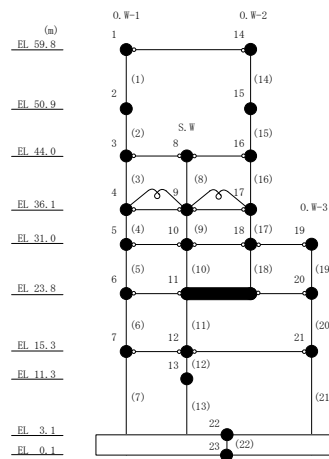 O.W-1 O.W-2
(m)
EL 59.8 1 14
(1) (14)
EL 50.9 2 15
(2) S.W (15)
EL 44.0 3 8 16
(3) (8) (16)
EL 36.1 4 9 17 O.W-3
EL 31.0 5 (4) 10 (9) 18 (17) 19
(5) (10) (18) (19
EL 23.8 6 11 20
(6) (11) (20
EL 15.3 7 12 21
EL 11.3 13 (12)
(7) (13) (21
EL 3.1 22
EL 0.1 23 (22)